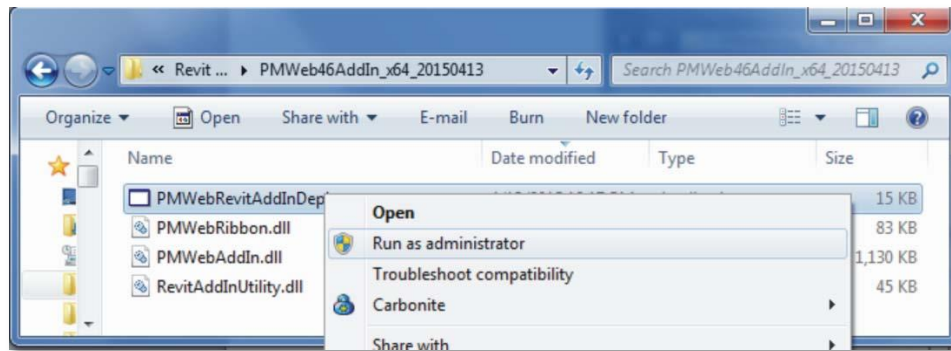 « Revit ... ▸ PMWeb46AddIn_x64_20150413
Search PMWeb46AddIn_x64_20150413
Organize Open Share with E-mail Burn New folder
Name Date modified Type Size
PMWebRevitAddInDep 15 KB
PMWebRibbon.dll 83 KB
PMWebAddIn.dll 1,130 KB
RevitAddInUtility.dll 45 KB
Open
Run as administrator
Troubleshoot compatibility
Carbonite
Share with